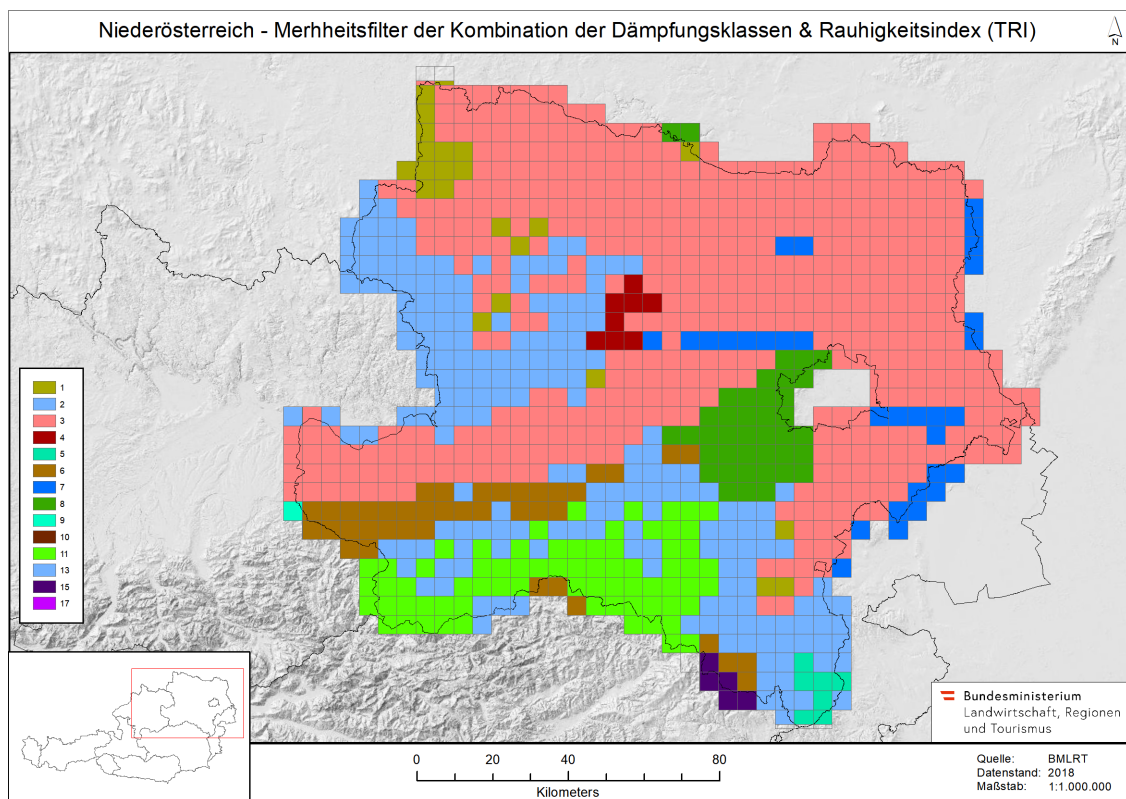 Niederösterreich - Merhheitsfilter der Kombination der Dämpfungsklassen & Rauhigkeitsindex (TRI)
N
1
2
3
4
5
6
7
8
9
10
11
13
15
17
Bundesministerium
Landwirtschaft, Regionen
und Tourismus
0 20 40 80
Kilometers
Quelle: BMLRT
Datenstand: 2018
Maßstab: 1:1.000.000